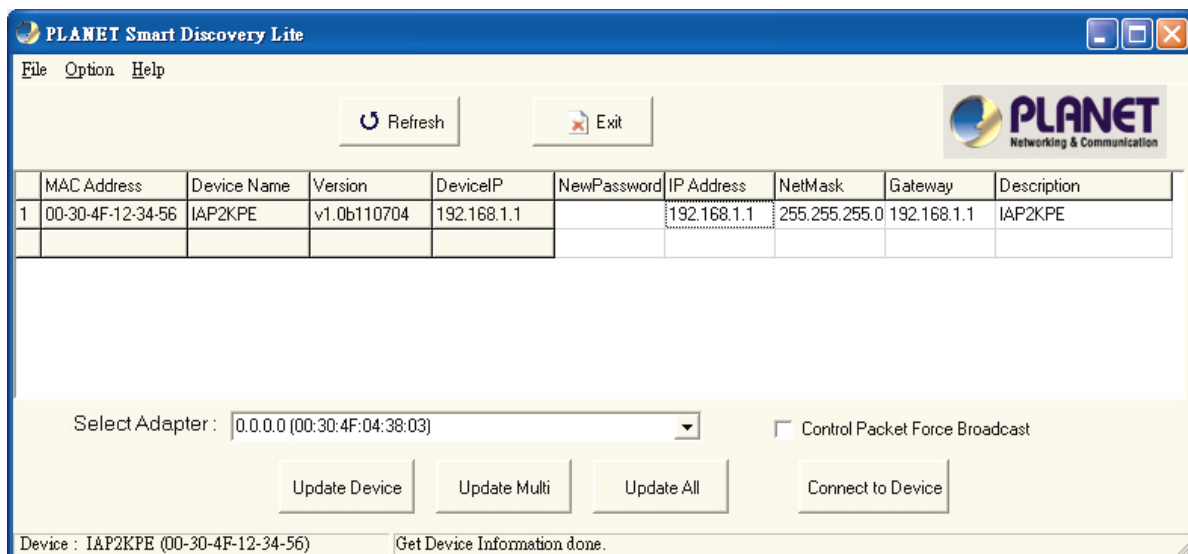 PLANET Smart Discovery Lite
File Option Help
Refresh Exit
PLANET
Networking & Communication
MAC Address Device Name Version DeviceIP NewPassword IP Address NetMask Gateway Description
1 00-30-4F-12-34-56 IAP2KPE v1.0b110704 192.168.1.1 192.168.1.1 255.255.255.0 192.168.1.1 IAP2KPE
Select Adapter : 0.0.0.0 (00:30:4F:04:38:03) Control Packet Force Broadcast
Update Device Update Multi Update All Connect to Device
Device : IAP2KPE (00-30-4F-12-34-56) Get Device Information done.